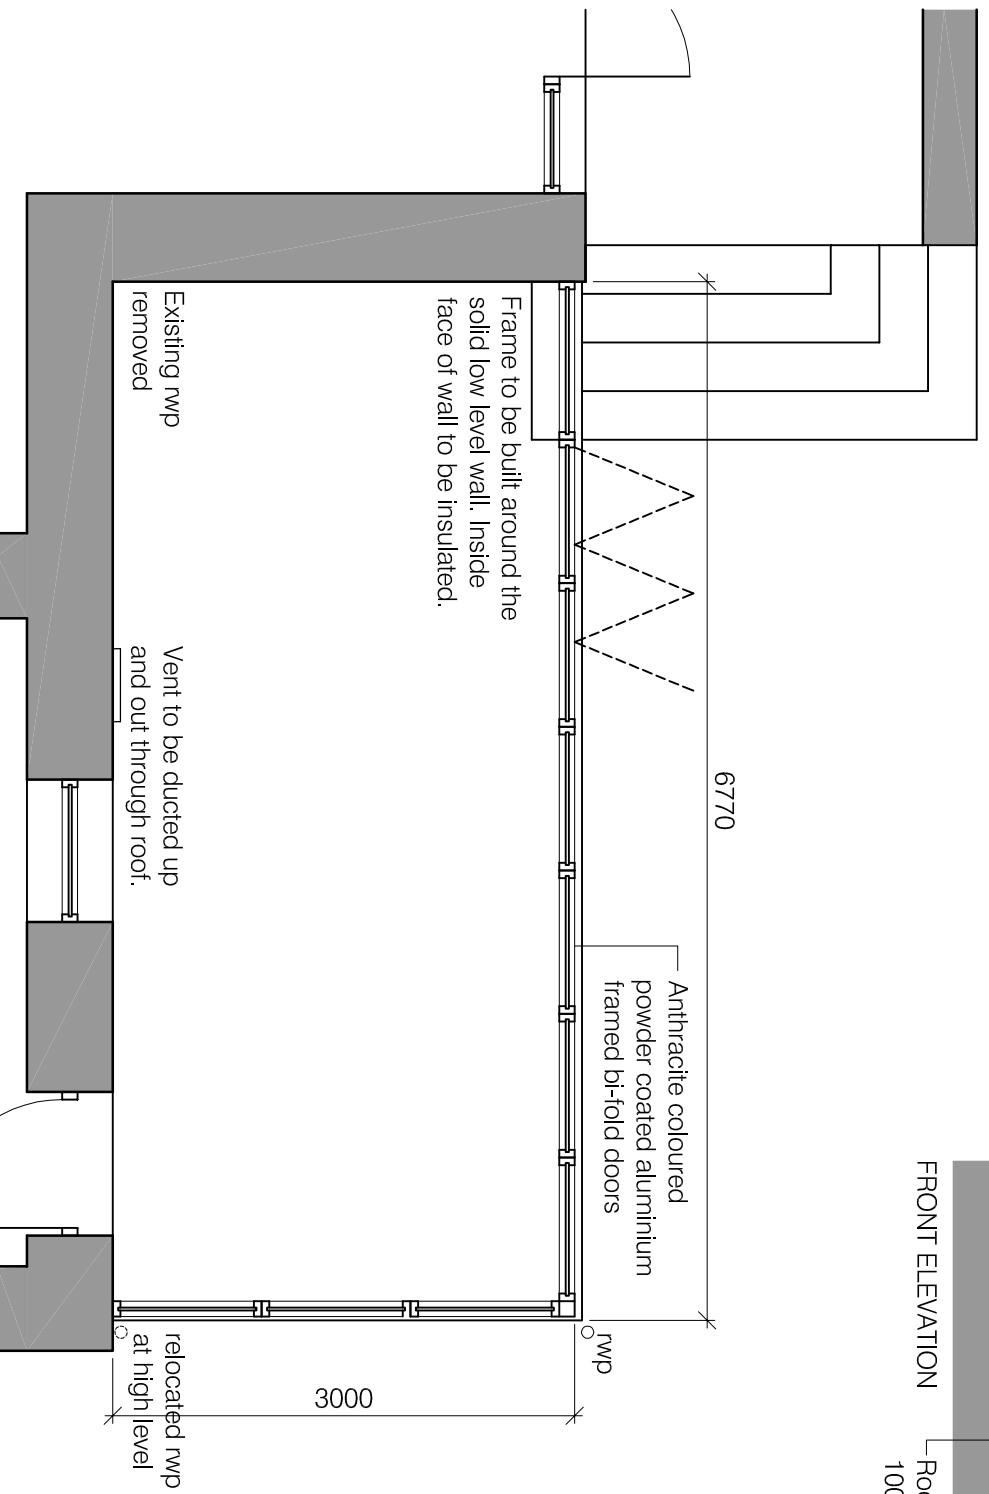 Existing rwp
removed
Frame to be built around the
solid low level wall. Inside
face of wall to be insulated.
Vent to be ducted up
and out through roof.
6770
Anthracite coloured
powder coated aluminium
framed bi-fold doors
rwp
3000
relocated rwp
at high level
FRONT ELEVATION